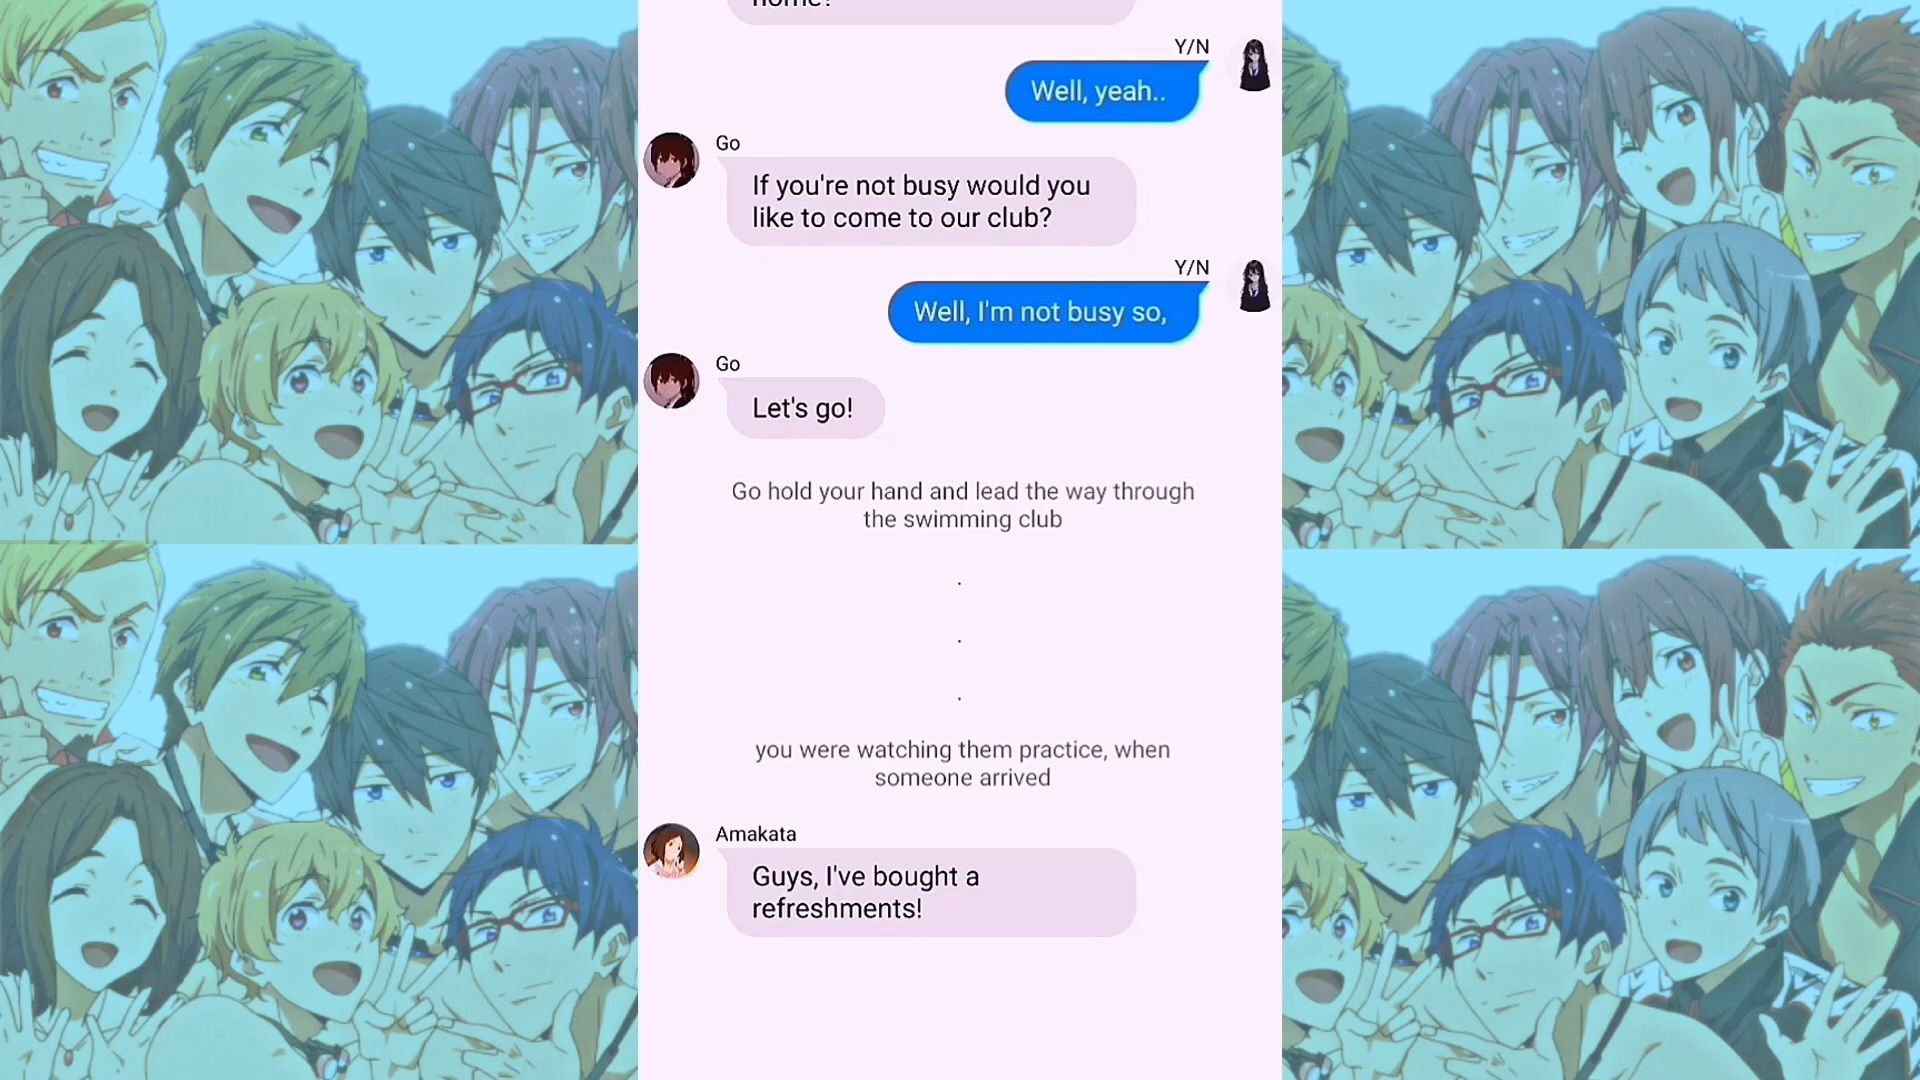 home?
Y/N
Well, yeah..
Go
If you're not busy would you
like to come to our club?
Y/N
Well, I'm not busy so,
Go
Let's go!
Go hold your hand and lead the way through
the swimming club
.
.
.
you were watching them practice, when
someone arrived
Amakata
Guys, I've bought a
refreshments!